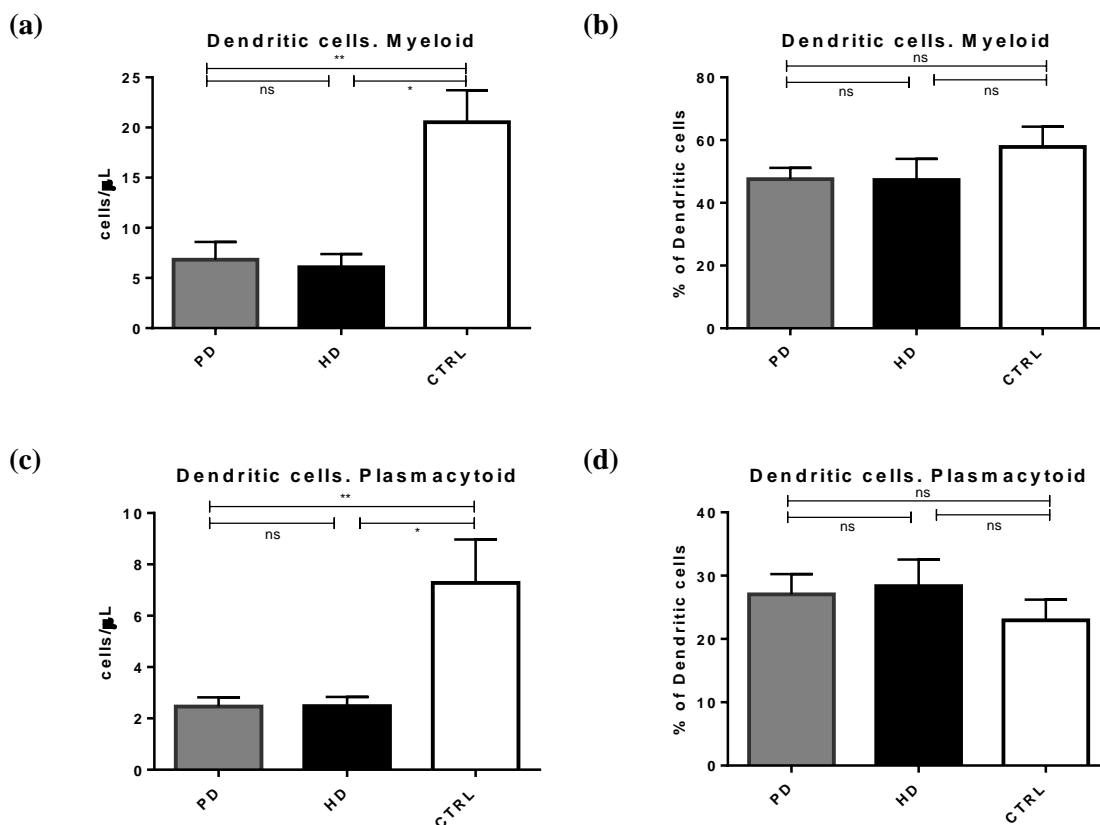 (a)
Dendritic cells. Myeloid
**
ns
*
25
20
15
10
5
0
cells/μL
PD
HD
CTRL
(b)
Dendritic cells. Myeloid
ns
ns
ns
80
60
40
20
0
% of Dendritic cells
PD
HD
CTRL
(c)
Dendritic cells. Plasmacytoid
**
ns
*
10
8
6
4
2
0
cells/μL
PD
HD
CTRL
(d)
Dendritic cells. Plasmacytoid
ns
ns
ns
40
30
20
10
0
% of Dendritic cells
PD
HD
CTRL